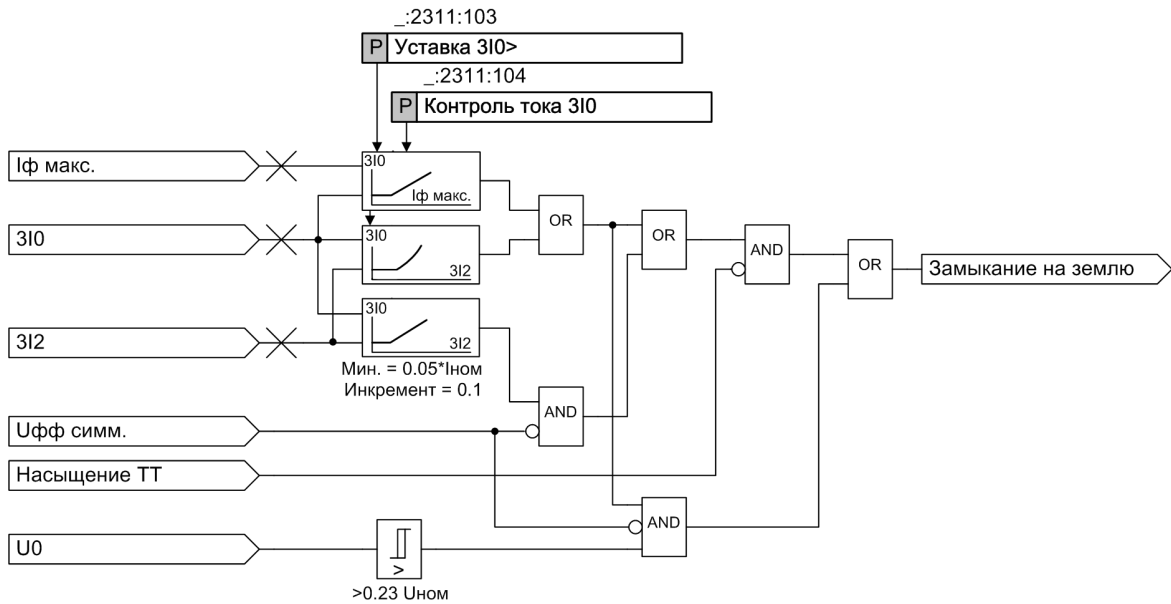 _:2311:103
P Уставка 3I0>
_:2311:104
P Контроль тока 3I0
Iф макс.
3I0
Iф макс.
OR
3I0
3I0
3I2
OR
AND
OR
Замыкание на землю
3I2
3I0
3I2
Мин. = 0.05*Iном
Инкремент = 0.1
AND
Uфф симм.
Насыщение ТТ
AND
U0
>
>0.23 Uном